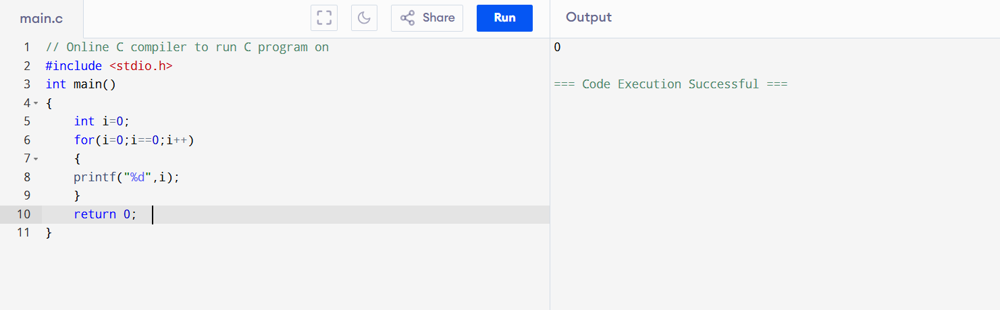 main.c
Share
Run
Output
1 // Online C compiler to run C program on
2 #include <stdio.h>
3 int main()
4 {
5     int i=0;
6     for(i=0;i==0;i++)
7     {
8     printf("%d",i);
9     }
10     return 0;
11 }
0
=== Code Execution Successful ===